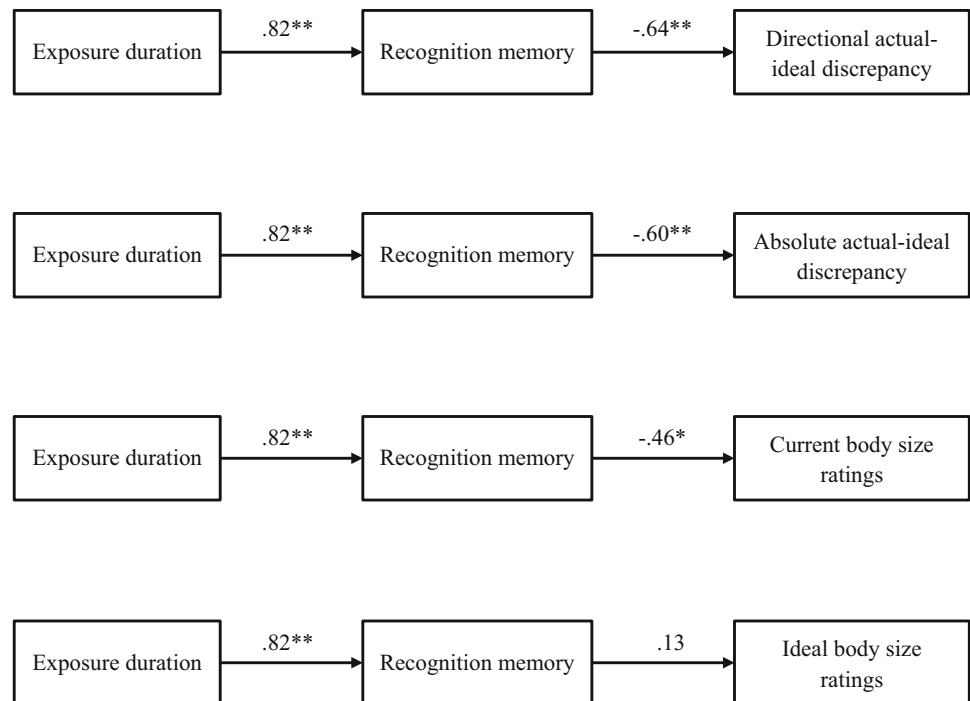 .82**
-.64**
Exposure duration
Recognition memory
Directional actual-
ideal discrepancy
.82**
-.60**
Exposure duration
Recognition memory
Absolute actual-ideal
discrepancy
.82**
-.46*
Exposure duration
Recognition memory
Current body size
ratings
.82**
.13
Exposure duration
Recognition memory
Ideal body size
ratings